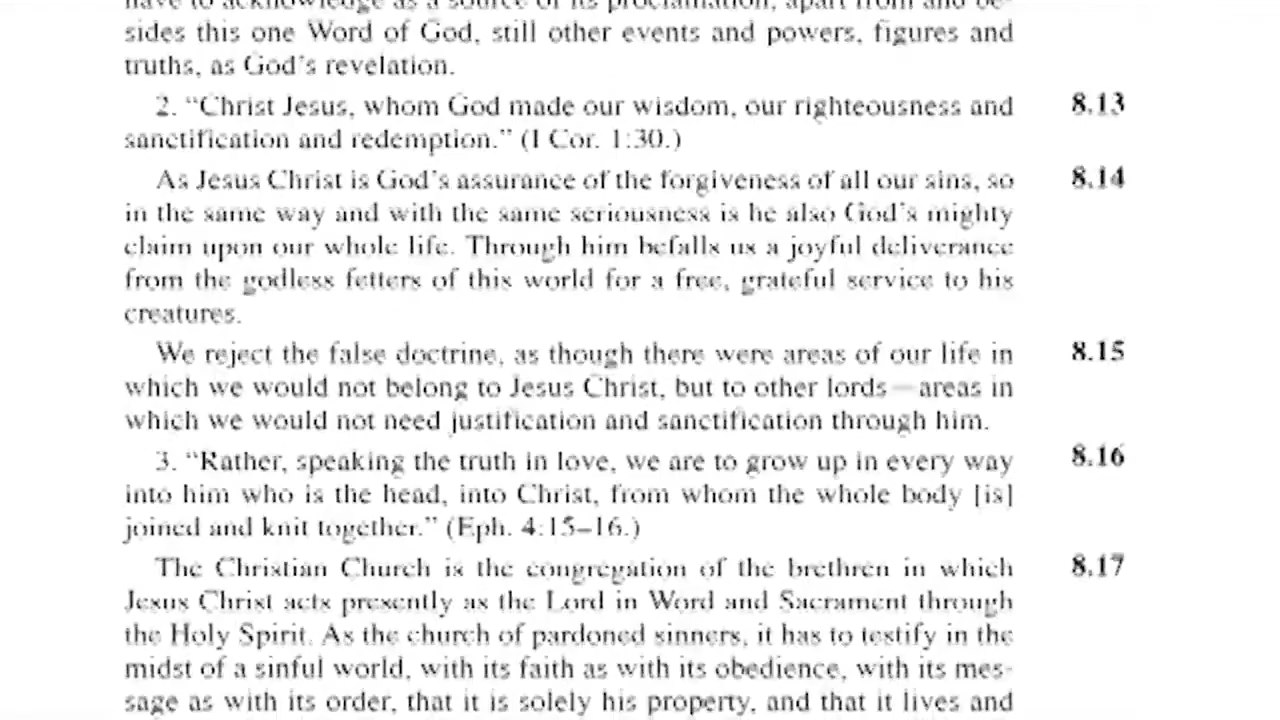 have to acknowledge as a source of its proclamation, apart from and be-
sides this one Word of God, still other events and powers, figures and
truths, as God's revelation.
2. "Christ Jesus, whom God made our wisdom, our righteousness and 8.13
sanctification and redemption." (I Cor. 1:30.)
As Jesus Christ is God's assurance of the forgiveness of all our sins, so 8.14
in the same way and with the same seriousness is he also God's mighty
claim upon our whole life. Through him befalls us a joyful deliverance
from the godless fetters of this world for a free, grateful service to his
creatures.
We reject the false doctrine, as though there were areas of our life in 8.15
which we would not belong to Jesus Christ, but to other lords—areas in
which we would not need justification and sanctification through him.
3. "Rather, speaking the truth in love, we are to grow up in every way 8.16
into him who is the head, into Christ, from whom the whole body [is]
joined and knit together." (Eph. 4:15–16.)
The Christian Church is the congregation of the brethren in which 8.17
Jesus Christ acts presently as the Lord in Word and Sacrament through
the Holy Spirit. As the church of pardoned sinners, it has to testify in the
midst of a sinful world, with its faith as with its obedience, with its mes-
sage as with its order, that it is solely his property, and that it lives and